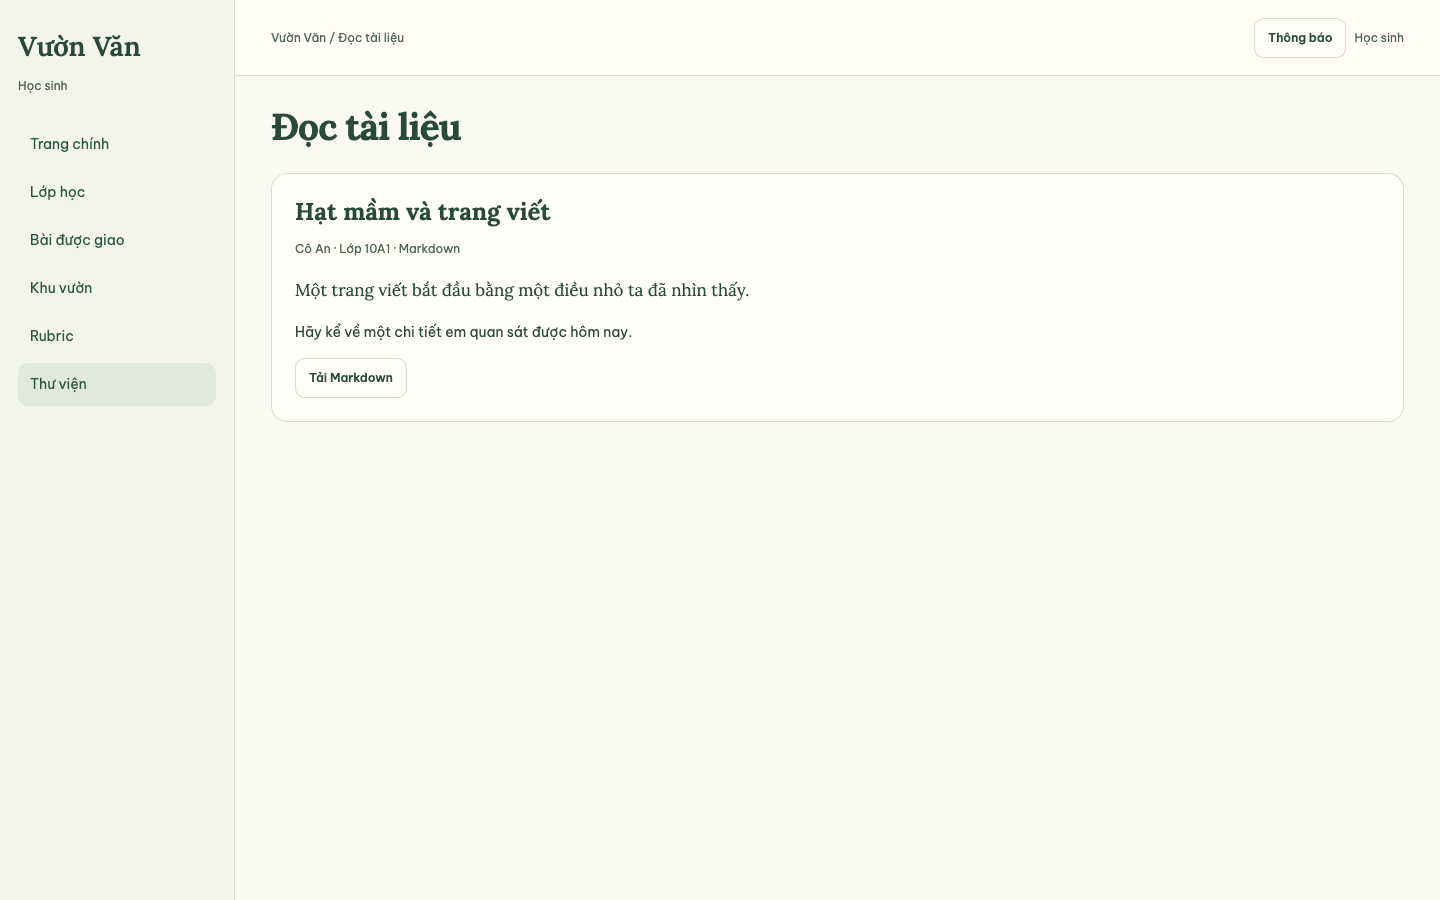 Vườn Văn
Học sinh
Trang chính
Lớp học
Bài được giao
Khu vườn
Rubric
Thư viện
Vườn Văn / Đọc tài liệu
Thông báo
Học sinh
Đọc tài liệu
Hạt mầm và trang viết
Cô An · Lớp 10A1 · Markdown
Một trang viết bắt đầu bằng một điều nhỏ ta đã nhìn thấy.
Hãy kể về một chi tiết em quan sát được hôm nay.
Tải Markdown